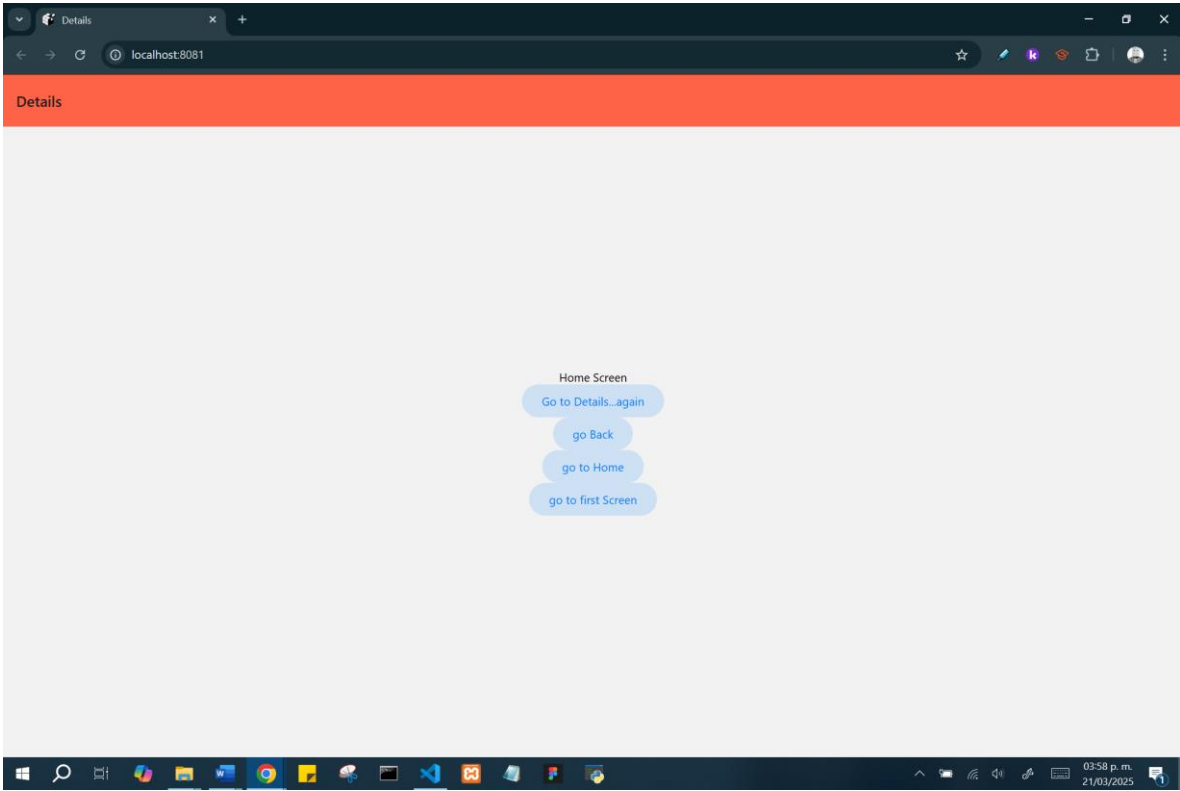 Details
localhost:8081
Details
Home Screen
Go to Details...again
go Back
go to Home
go to first Screen
03:58 p. m.
21/03/2025